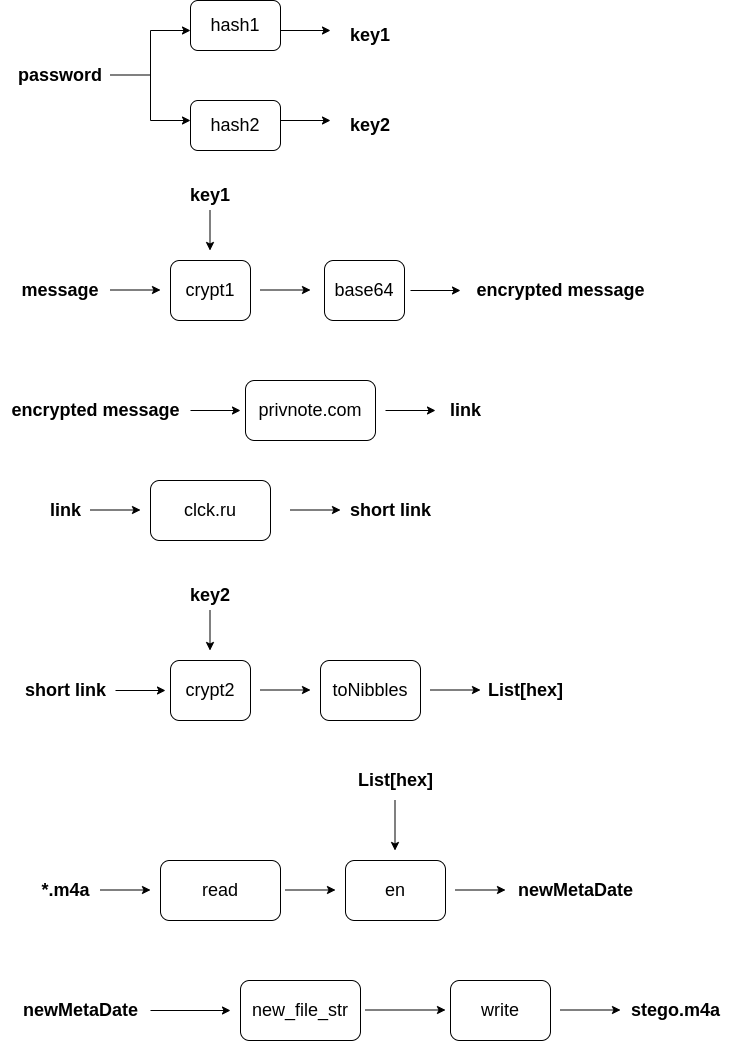 hash1
key1
password
hash2
key2
key1
message
crypt1
base64
encrypted message
encrypted message
privnote.com
link
link
clck.ru
short link
key2
short link
crypt2
toNibbles
List[hex]
List[hex]
*.m4a
read
en
newMetaDate
newMetaDate
new_file_str
write
stego.m4a